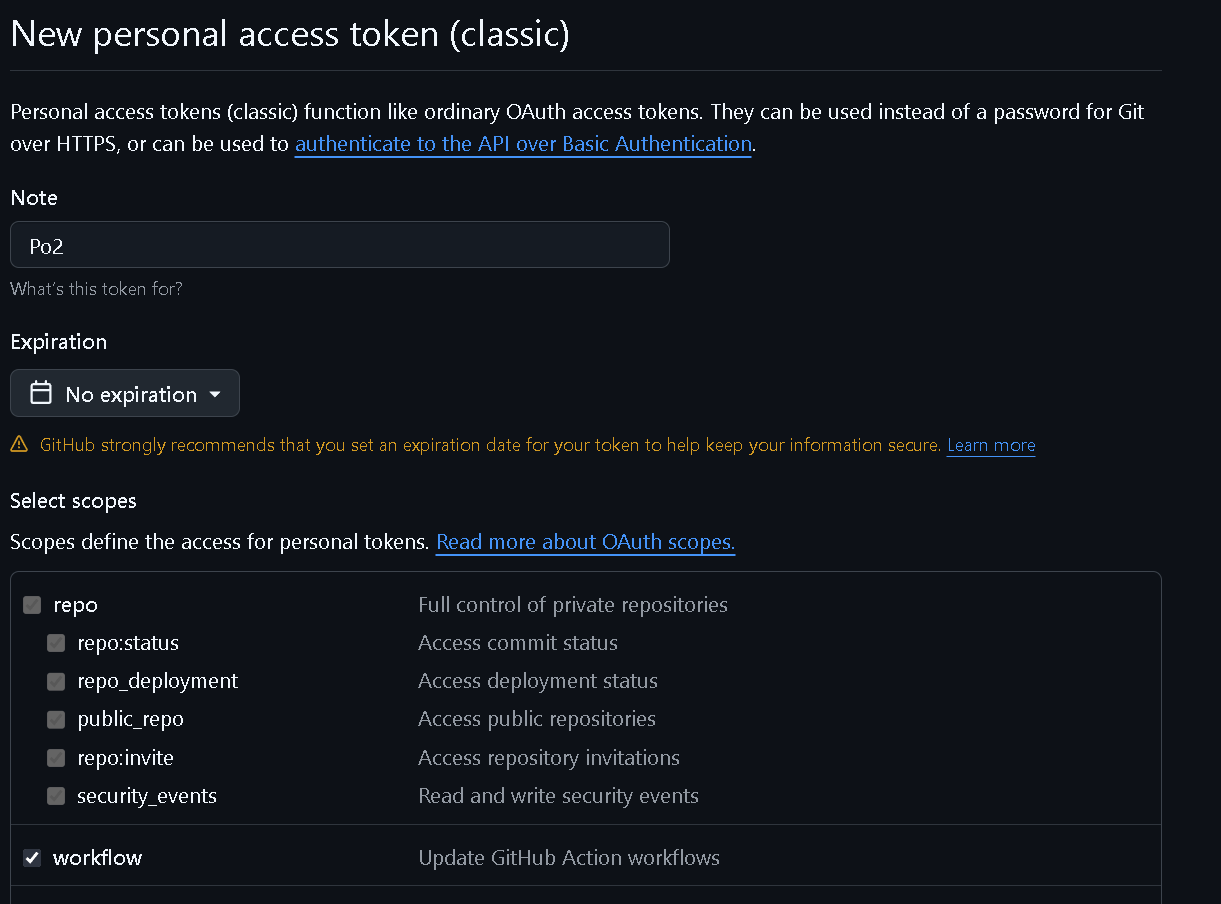 New personal access token (classic)
Personal access tokens (classic) function like ordinary OAuth access tokens. They can be used instead of a password for Git
over HTTPS, or can be used to authenticate to the API over Basic Authentication.
Note
Po2
What's this token for?
Expiration
No expiration
GitHub strongly recommends that you set an expiration date for your token to help keep your information secure. Learn more
Select scopes
Scopes define the access for personal tokens. Read more about OAuth scopes.
repo Full control of private repositories
repo:status Access commit status
repo_deployment Access deployment status
public_repo Access public repositories
repo:invite Access repository invitations
security_events Read and write security events
workflow Update GitHub Action workflows